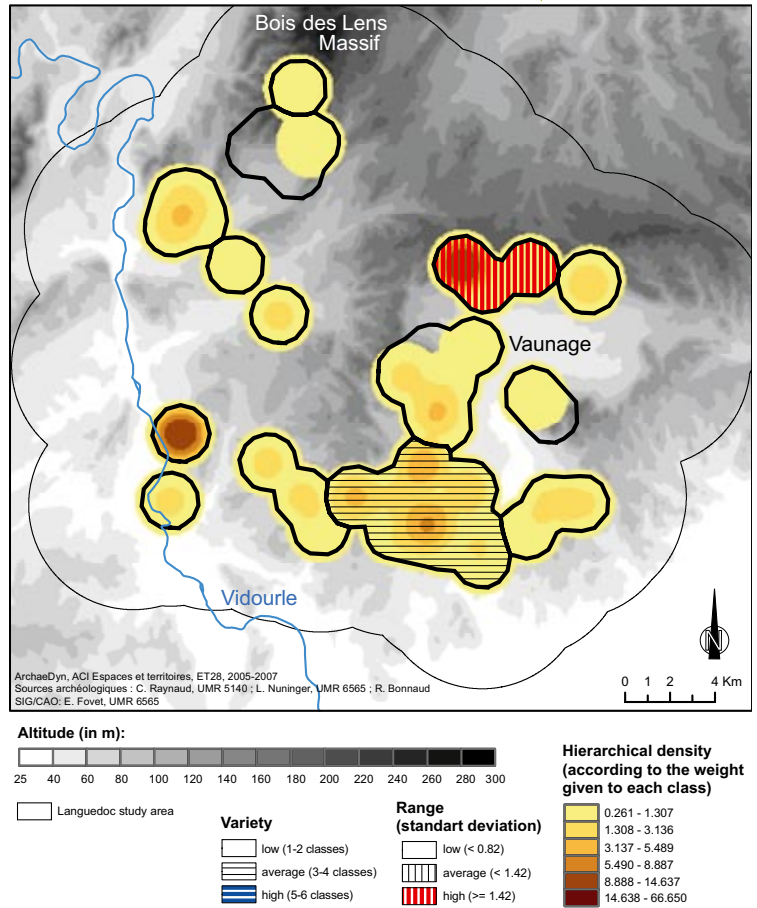 Bois des Lens
Massif
Vaunage
Vidourle
N
ArchaeDyn, ACI Espaces et territoires, ET28, 2005-2007
Sources archéologiques : C. Raynaud, UMR 5140 ; L. Nuninger, UMR 6565 ; R. Bonnaud
SIG/CAO: E. Fovet, UMR 6565
0 1 2 4 Km
Altitude (in m):
25 40 60 80 100 120 140 160 180 200 220 240 260 280 300
Languedoc study area
Variety
low (1-2 classes)
average (3-4 classes)
high (5-6 classes)
Range
(standart deviation)
low (< 0.82)
average (< 1.42)
high (>= 1.42)
Hierarchical density
(according to the weight
given to each class)
0.261 - 1.307
1.308 - 3.136
3.137 - 5.489
5.490 - 8.887
8.888 - 14.637
14.638 - 66.650